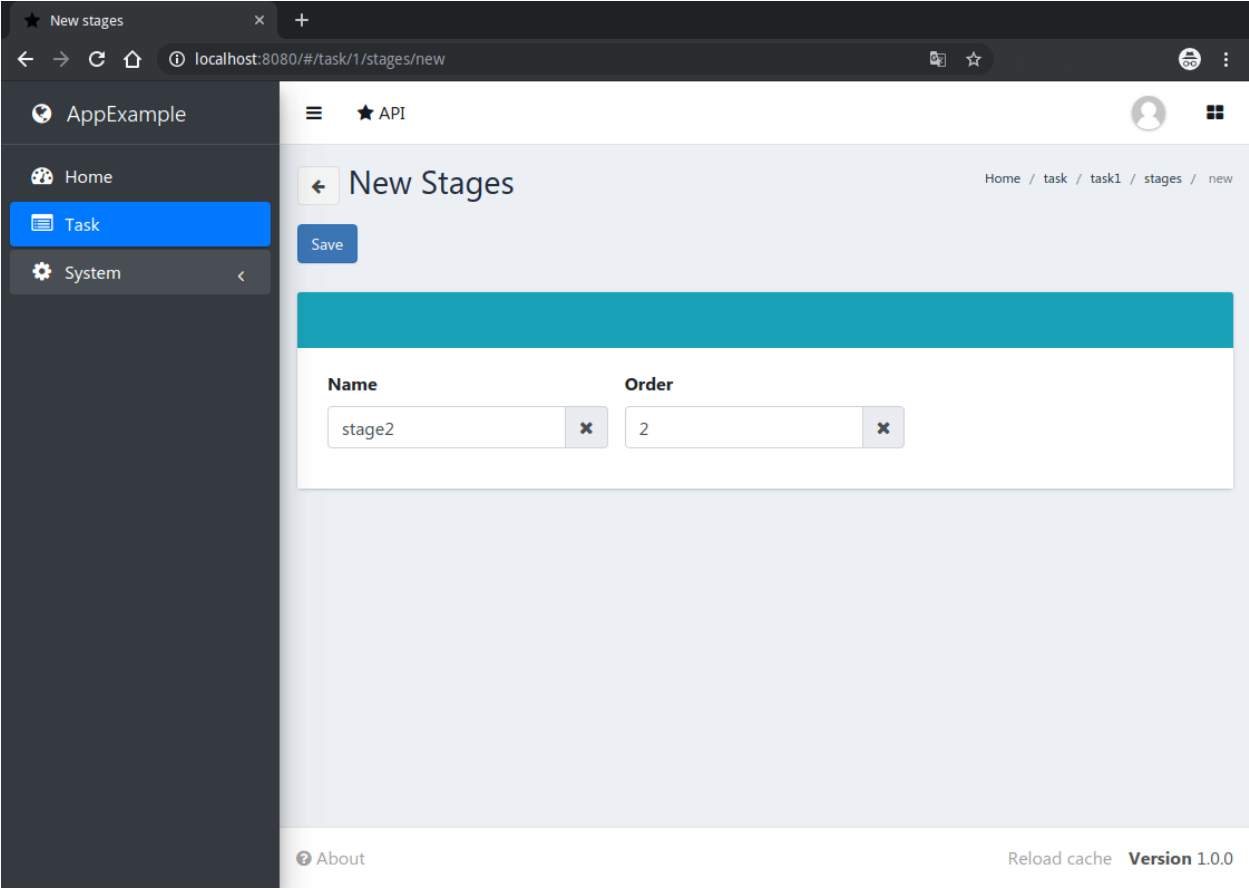 New stages
localhost:8080/#/task/1/stages/new
AppExample
API
Home
Task
System
New Stages
Home / task / task1 / stages / new
Save
Name
Order
stage2
2
About
Reload cache Version 1.0.0